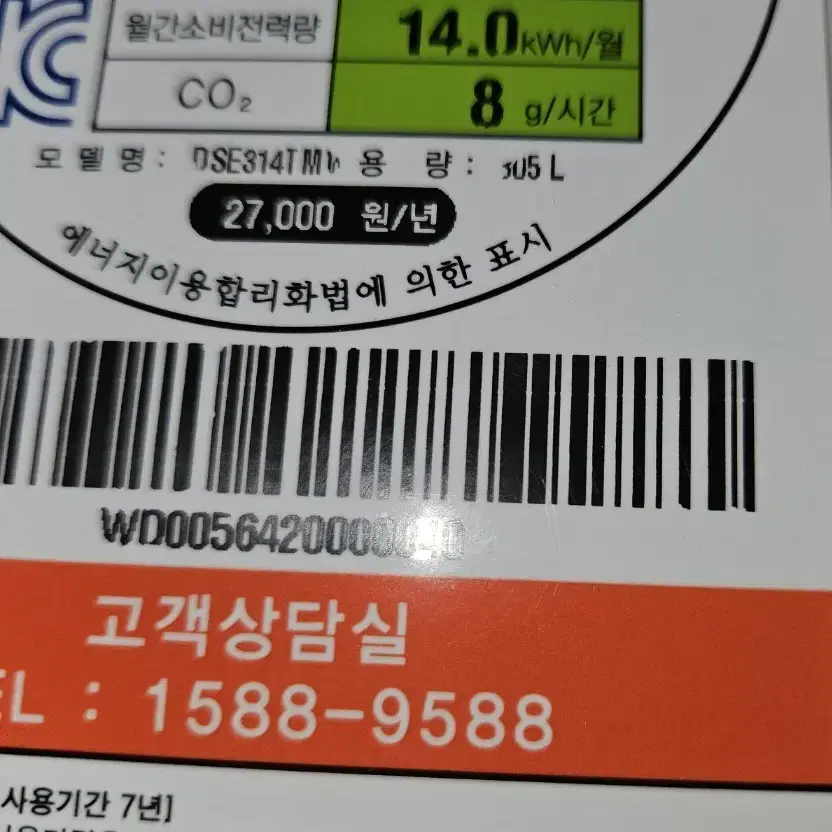 월간소비전력량 14.0kWh/월
CO₂ 8 g/시간
모델명: 용 량:
27,000 원/년
에너지이용합리화법에 의한 표시
고객상담실
: 1588-9588
사용기간 7년]